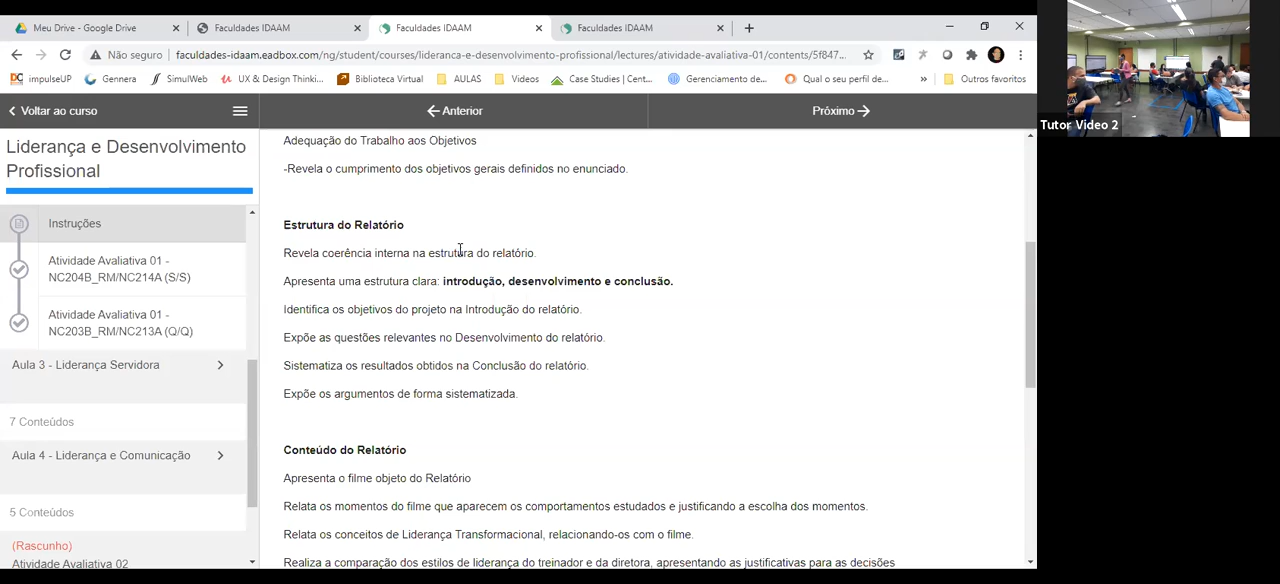 Meu Drive - Google Drive
Faculdades IDAAM
Faculdades IDAAM
Faculdades IDAAM
Não seguro
faculdades-idaam.eadbox.com/ng/student/courses/lideranca-e-desenvolvimento-profissional/lectures/atividade-avaliativa-01/contents/5f847...
impulseUP
Gennera
SimulWeb
UX & Design Thinki...
Biblioteca Virtual
AULAS
Videos
Case Studies | Cent...
Gerenciamento de...
Qual o seu perfil de...
»
Outros favoritos
Voltar ao curso
Anterior
Próximo
Tutor Video 2
Liderança e Desenvolvimento
Profissional
Instruções
Atividade Avaliativa 01 -
NC204B_RM/NC214A (S/S)
Atividade Avaliativa 01 -
NC203B_RM/NC213A (Q/Q)
Aula 3 - Liderança Servidora
7 Conteúdos
Aula 4 - Liderança e Comunicação
5 Conteúdos
(Rascunho)
Atividade Avaliativa 02
Adequação do Trabalho aos Objetivos
-Revela o cumprimento dos objetivos gerais definidos no enunciado.
Estrutura do Relatório
Revela coerência interna na estrutura do relatório.
Apresenta uma estrutura clara: introdução, desenvolvimento e conclusão.
Identifica os objetivos do projeto na Introdução do relatório.
Expõe as questões relevantes no Desenvolvimento do relatório.
Sistematiza os resultados obtidos na Conclusão do relatório.
Expõe os argumentos de forma sistematizada.
Conteúdo do Relatório
Apresenta o filme objeto do Relatório
Relata os momentos do filme que aparecem os comportamentos estudados e justificando a escolha dos momentos.
Relata os conceitos de Liderança Transformacional, relacionando-os com o filme.
Realiza a comparação dos estilos de liderança do treinador e da diretora, apresentando as justificativas para as decisões